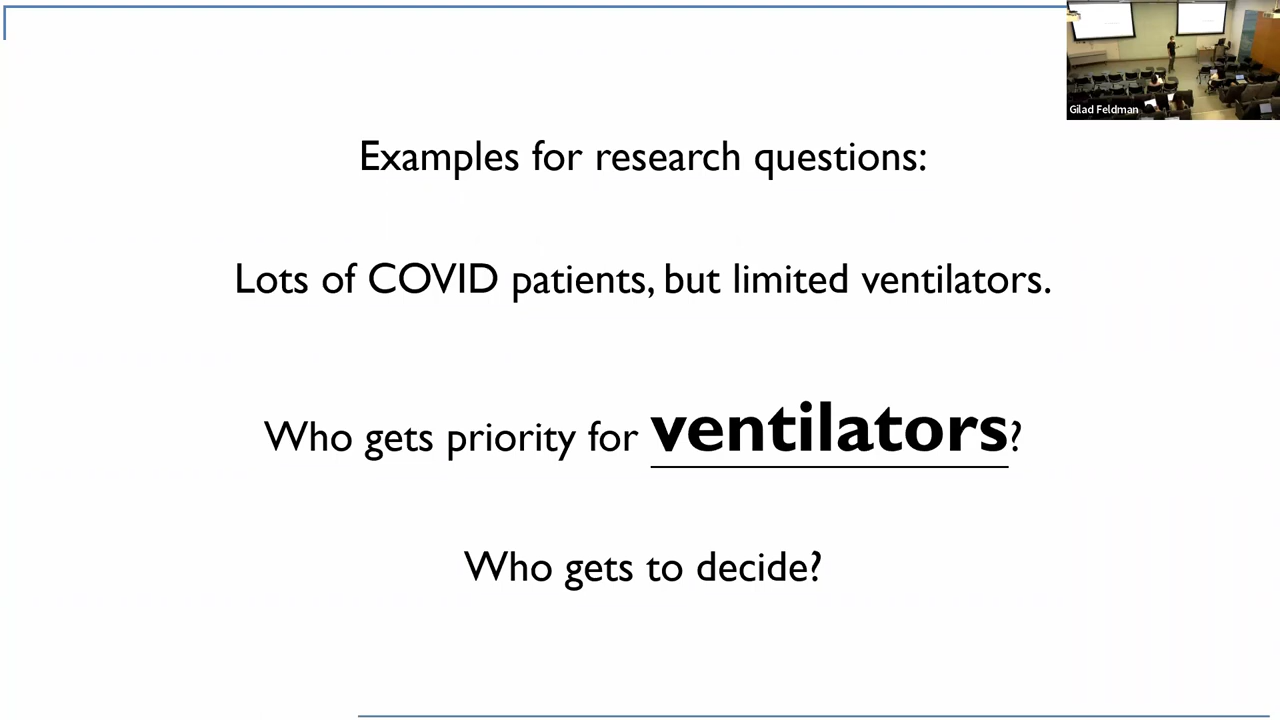 Gilad Feldman
Examples for research questions:
Lots of COVID patients, but limited ventilators.
Who gets priority for ventilators?
Who gets to decide?